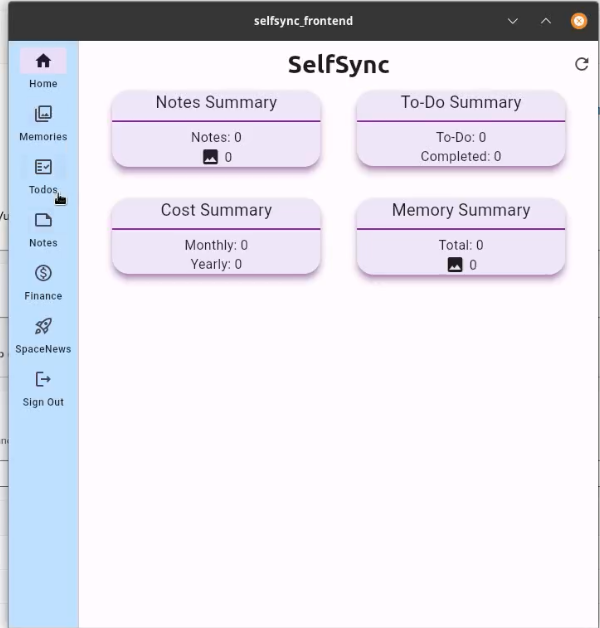 selfsync_frontend
Home
Memories
Todos
Notes
Finance
SpaceNews
Sign Out
SelfSync
Notes Summary
Notes: 0
0
To-Do Summary
To-Do: 0
Completed: 0
Cost Summary
Monthly: 0
Yearly: 0
Memory Summary
Total: 0
0